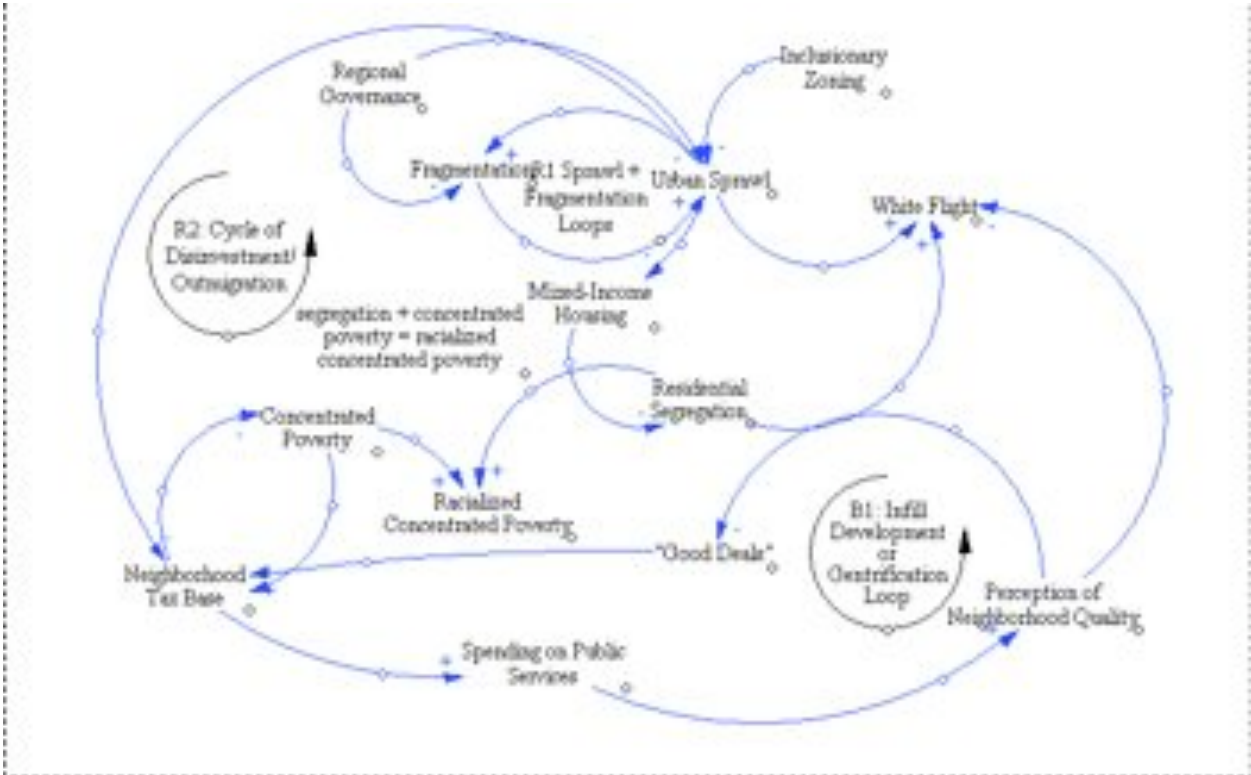 Inclusionary
Zoning
Regional
Governance
Fragmentation
R1 Sprawl +
Fragmentation
Loops
Urban Sprawl
White Flight
R2: Cycle of
Disinvestment/
Outmigration
Mixed-Income
Housing
segregation + concentrated
poverty = racialized
concentrated poverty
Residential
Segregation
Concentrated
Poverty
Racialized
Concentrated Poverty
B1: Infill
Development
or
Gentrification
Loop
"Good Deals"
Neighborhood
Tax Base
Perception of
Neighborhood Quality
Spending on Public
Services